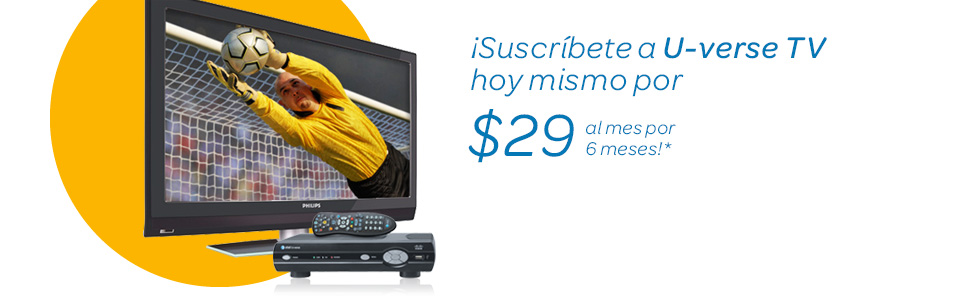 ¡Suscríbete a U-verse TV
hoy mismo por
$29 al mes por
6 meses!*
PHILIPS